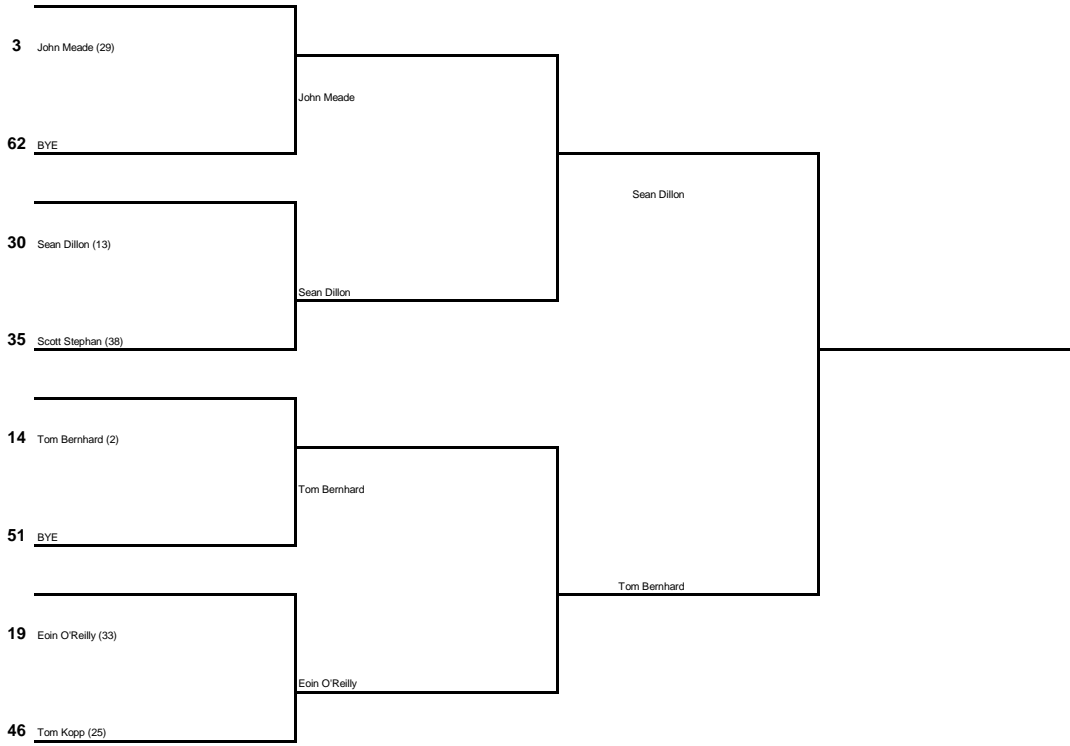 3 John Meade (29)
John Meade
62 BYE
Sean Dillon
30 Sean Dillon (13)
Sean Dillon
35 Scott Stephan (38)
14 Tom Bernhard (2)
Tom Bernhard
51 BYE
Tom Bernhard
19 Eoin O'Reilly (33)
Eoin O'Reilly
46 Tom Kopp (25)